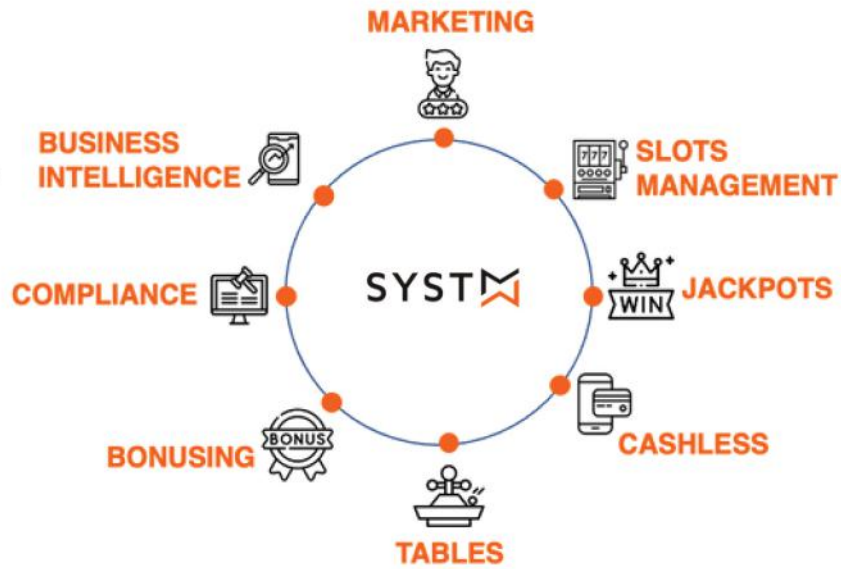 MARKETING
SLOTS
MANAGEMENT
777
WIN
JACKPOTS
CASHLESS
TABLES
BONUS
BONUSING
COMPLIANCE
BUSINESS
INTELLIGENCE
SYSTM